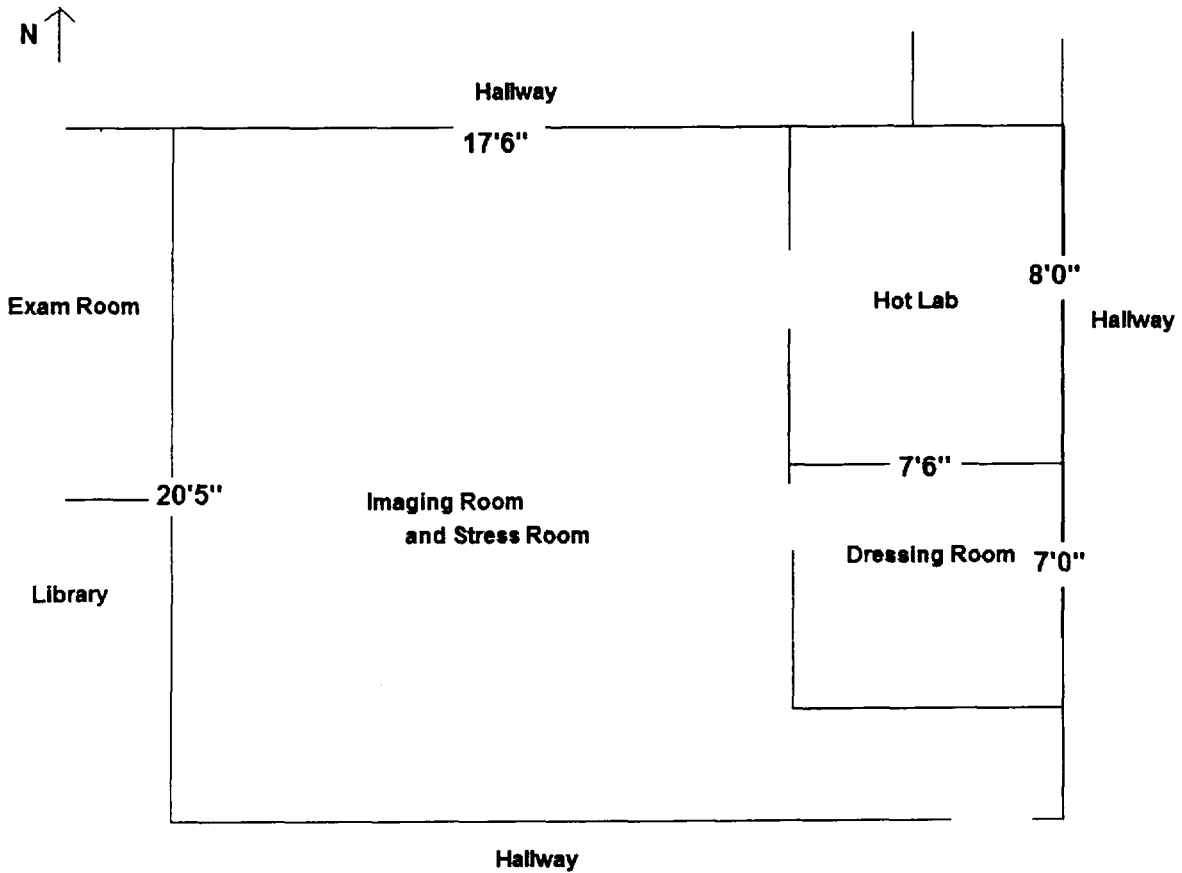 N
Hallway
17'6"
8'0"
Exam Room
Hot Lab
Hallway
7'6"
20'5"
Imaging Room
and Stress Room
Dressing Room
7'0"
Library
Hallway